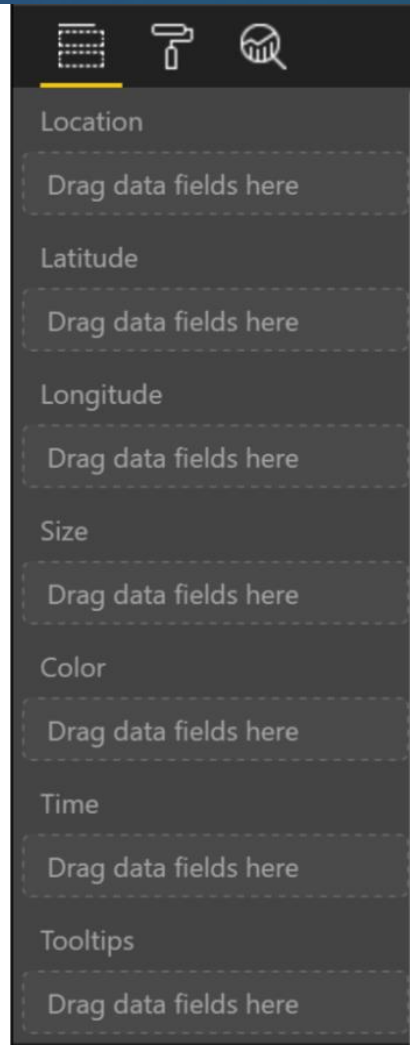 Location
Drag data fields here
Latitude
Drag data fields here
Longitude
Drag data fields here
Size
Drag data fields here
Color
Drag data fields here
Time
Drag data fields here
Tooltips
Drag data fields here